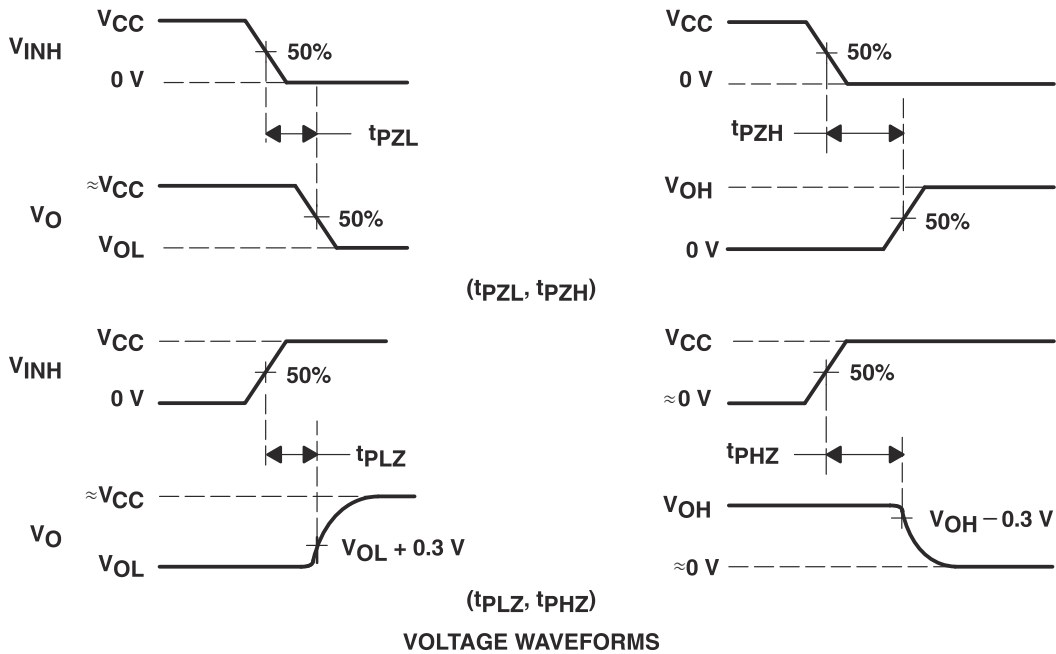 VCC
VINH
50%
0 V
tPZL
≈VCC
VO
50%
VOL
VCC
50%
0 V
tPZH
VOH
50%
0 V
(tPZL, tPZH)
VCC
VINH
50%
0 V
tPLZ
≈VCC
VO
VOL + 0.3 V
VOL
VCC
50%
≈0 V
tPHZ
VOH
VOH – 0.3 V
≈0 V
(tPLZ, tPHZ)
VOLTAGE WAVEFORMS